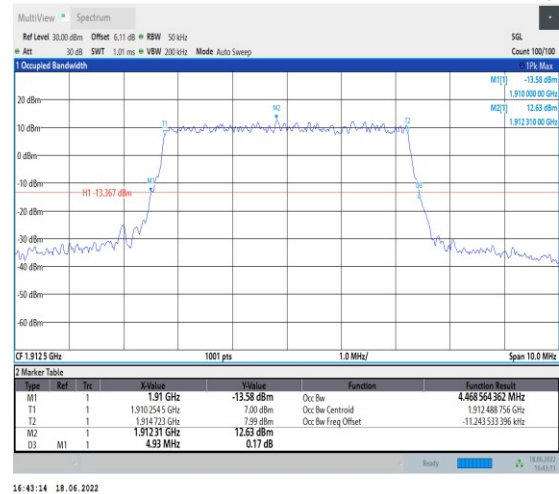 MultiView Spectrum
Ref Level 30.00 dBm Offset 6.11 dB RBW 50 kHz SGL
Att 30 dB SWT 1.01 ms VBW 200 kHz Mode Auto Sweep Count 100/100
1 Occupied Bandwidth 1Pk Max
M1[1] -13.58 dBm
1.910 000 00 GHz
M2[1] 12.63 dBm
1.912 310 00 GHz
20 dBm
M2
T1 T2
10 dBm
0 dBm
-10 dBm
M1
H1 -13.367 dBm
-20 dBm
-30 dBm
-40 dBm
-50 dBm
-60 dBm
CF 1.912 5 GHz 1001 pts 1.0 MHz/ Span 10.0 MHz
2 Marker Table
Type Ref Trc X-Value Y-Value Function Function Result
M1 1 1.91 GHz -13.58 dBm Occ Bw 4.468 564 362 MHz
T1 1 1.910 254 5 GHz 7.00 dBm Occ Bw Centroid 1.912 488 756 GHz
T2 1 1.914 723 GHz 7.99 dBm Occ Bw Freq Offset -11.243 533 396 kHz
M2 1 1.912 31 GHz 12.63 dBm
D3 M1 1 4.93 MHz 0.17 dB
Ready 18.06.2022
16:43:13
16:43:14 18.06.2022